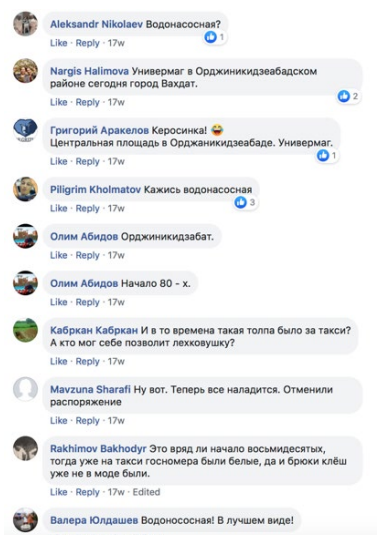 Aleksandr Nikolaev Водонасосная?
1
Like · Reply · 17w
Nargis Halimova Универмаг в Орджиникидзеабадском
районе сегодня город Вахдат.
2
Like · Reply · 17w
Григорий Аракелов Керосинка! 😂
Центральная площадь в Орджаникидзеабаде. Универмаг.
1
Like · Reply · 17w
Piligrim Kholmatov Кажись водонасосная
3
Like · Reply · 17w
Олим Абидов Орджиникидзабат.
Like · Reply · 17w
Олим Абидов Начало 80 - х.
Like · Reply · 17w
Кабркан Кабркан И в то времена такая толпа было за такси?
А кто мог себе позволит лехковушку?
Like · Reply · 17w
Mavzuna Sharafi Ну вот. Теперь все наладится. Отменили
распоряжение
Like · Reply · 17w
Rakhimov Bakhodyr Это вряд ли начало восьмидесятых,
тогда уже на такси госномера были белые, да и брюки клёш
уже не в моде были.
Like · Reply · 17w · Edited
Валера Юлдашев Водонососная! В лучшем виде!